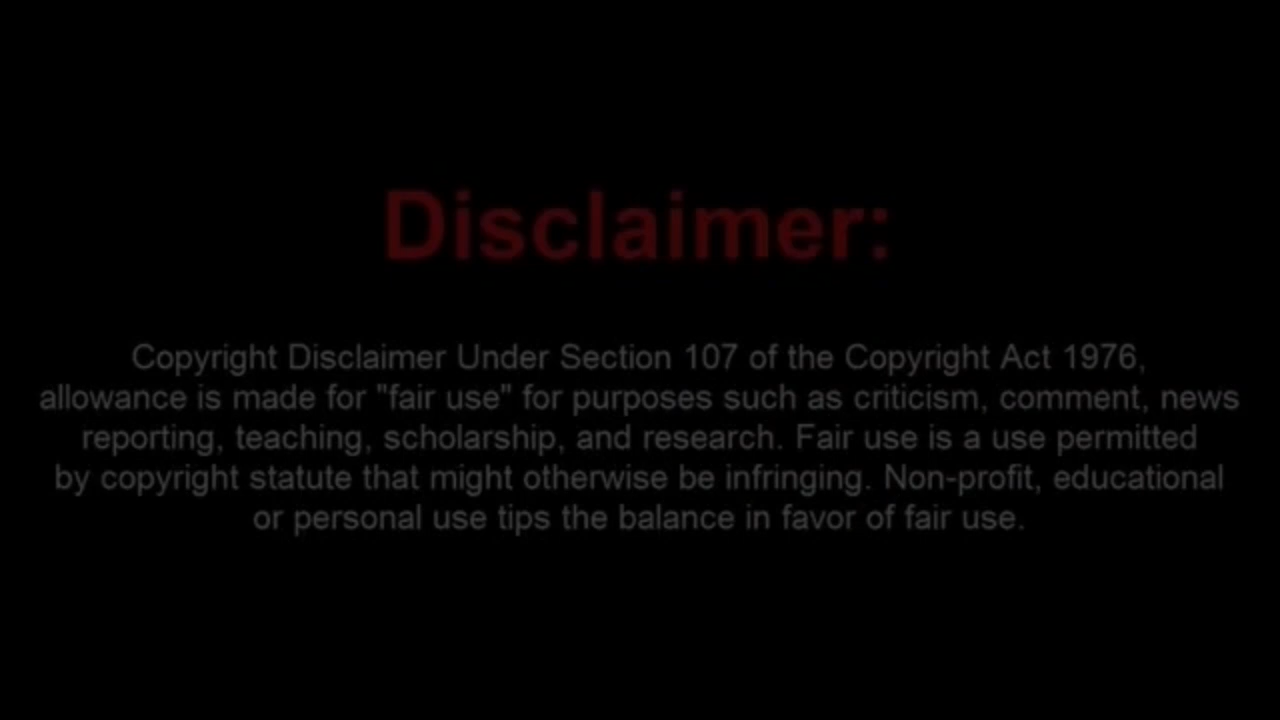 Disclaimer:
Copyright Disclaimer Under Section 107 of the Copyright Act 1976,
allowance is made for "fair use" for purposes such as criticism, comment, news
reporting, teaching, scholarship, and research. Fair use is a use permitted
by copyright statute that might otherwise be infringing. Non-profit, educational
or personal use tips the balance in favor of fair use.